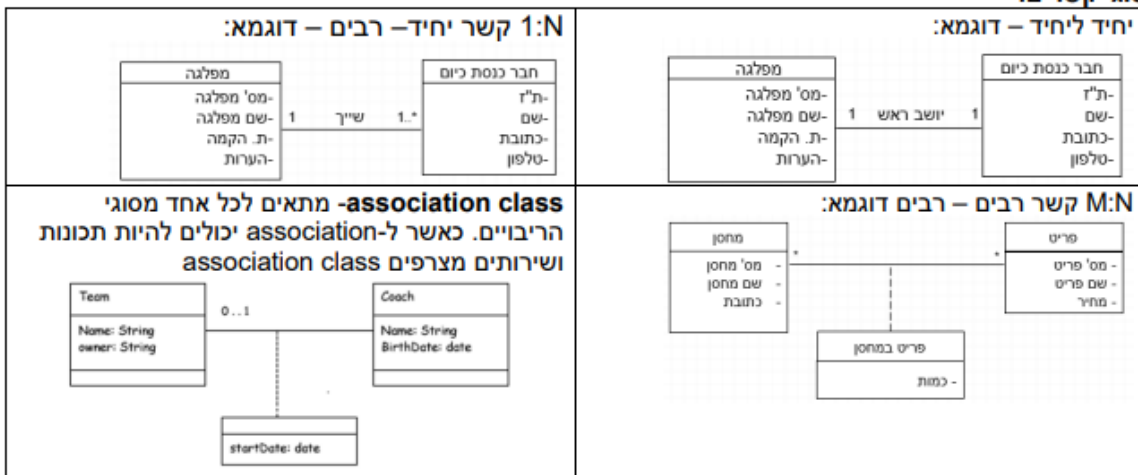 יחיד ליחיד – דוגמא:
חבר כנסת כיום
-ת"ז
-שם
-כתובת
-טלפון
1 יושב ראש 1
מפלגה
-מס' מפלגה
-שם מפלגה
-ת. הקמה
-הערות
1:N קשר יחיד– רבים – דוגמא:
חבר כנסת כיום
-ת"ז
-שם
-כתובת
-טלפון
1..* שייך 1
מפלגה
-מס' מפלגה
-שם מפלגה
-ת. הקמה
-הערות
M:N קשר רבים – רבים דוגמא:
פריט
- מס' פריט
- שם פריט
- מחיר
* *
מחסן
- מס' מחסן
- שם מחסן
- כתובת
פריט במחסן
- כמות
association class- מתאים לכל אחד מסוגי
הריבויים. כאשר ל-association יכולים להיות תכונות
ושירותים מצרפים association class
Team
Name: String
owner: String
0..1
Coach
Name: String
BirthDate: date
startDate: date